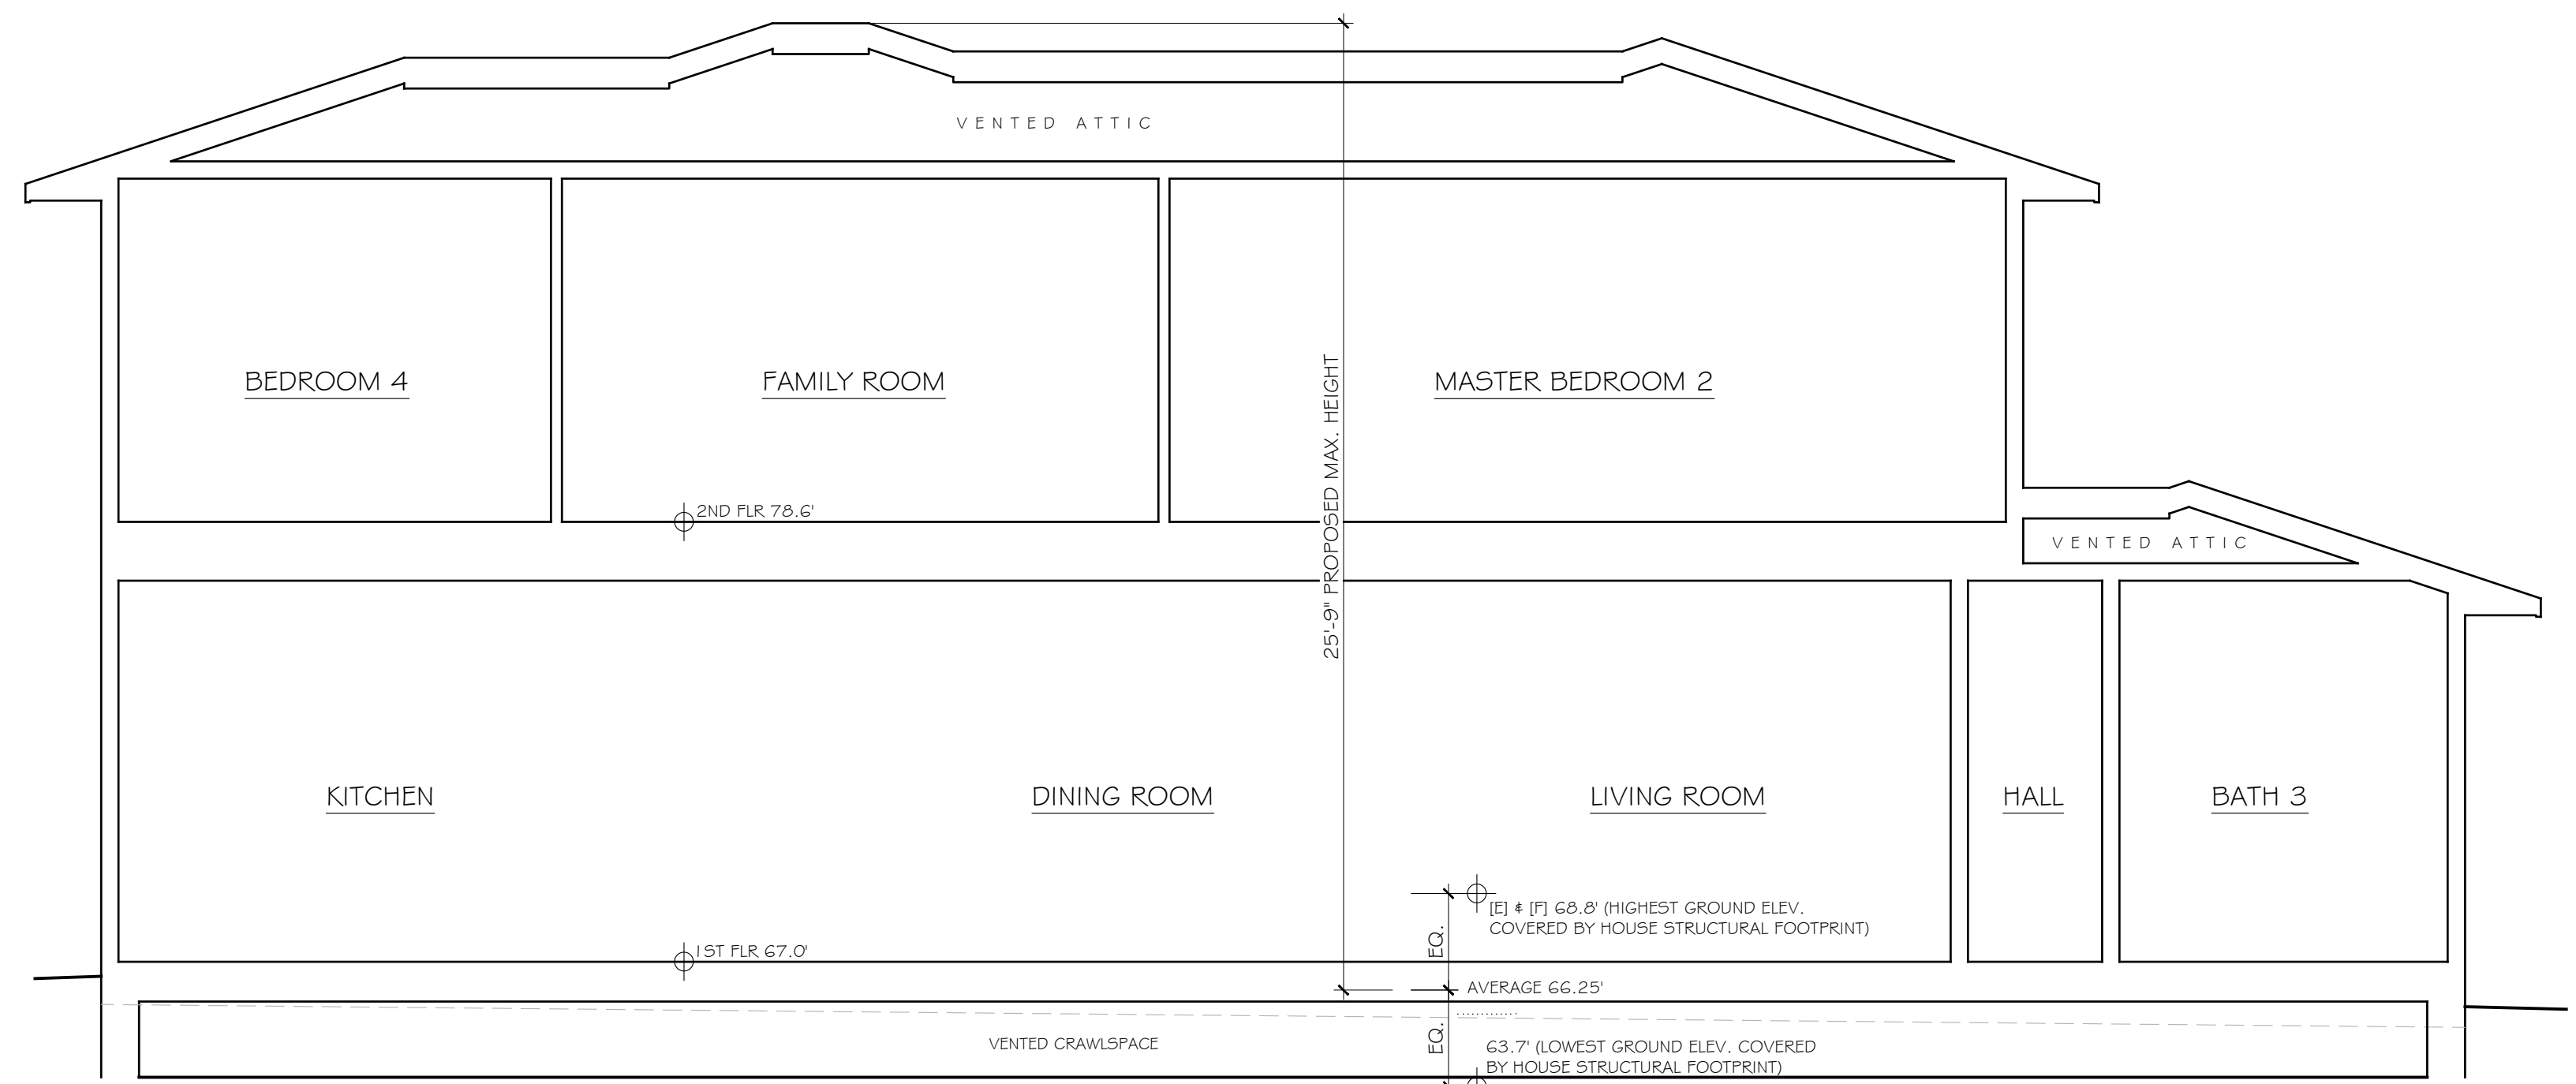 VENTED ATTIC
BEDROOM 4
FAMILY ROOM
MASTER BEDROOM 2
25'-9" PROPOSED MAX. HEIGHT
2ND FLR 78.6'
VENTED ATTIC
KITCHEN
DINING ROOM
LIVING ROOM
HALL
BATH 3
[E] & [F] 68.8' (HIGHEST GROUND ELEV.
COVERED BY HOUSE STRUCTURAL FOOTPRINT)
EQ.
1ST FLR 67.0'
AVERAGE 66.25'
EQ.
VENTED CRAWLSPACE
63.7' (LOWEST GROUND ELEV. COVERED
BY HOUSE STRUCTURAL FOOTPRINT)